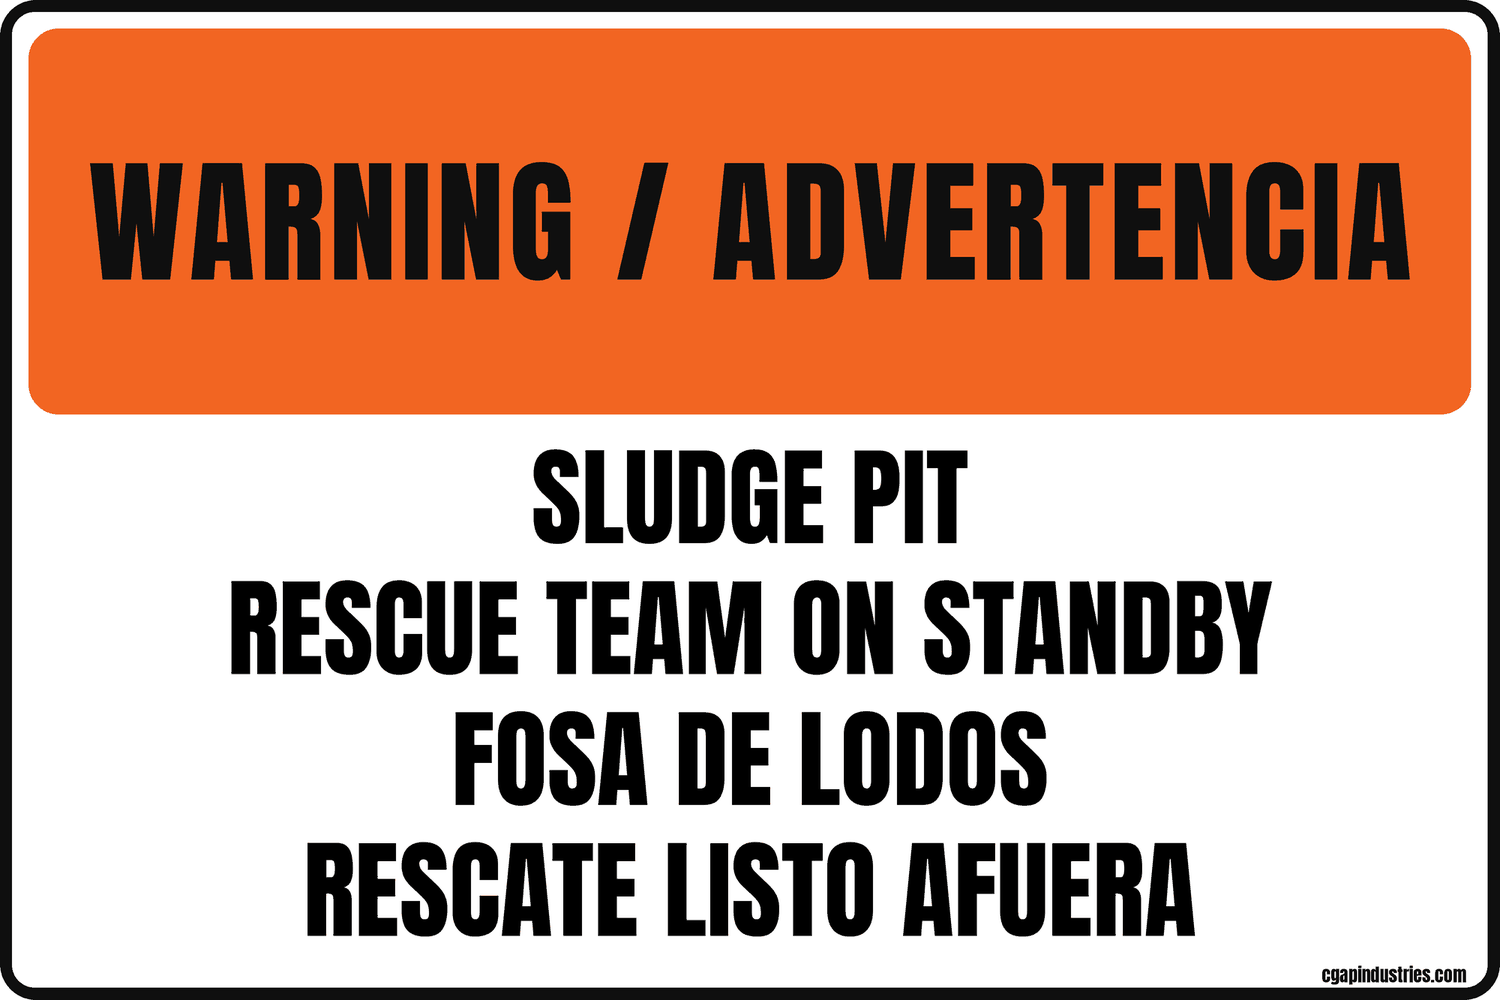 WARNING / ADVERTENCIA
SLUDGE PIT
RESCUE TEAM ON STANDBY
FOSA DE LODOS
RESCATE LISTO AFUERA
cgapindustries.com